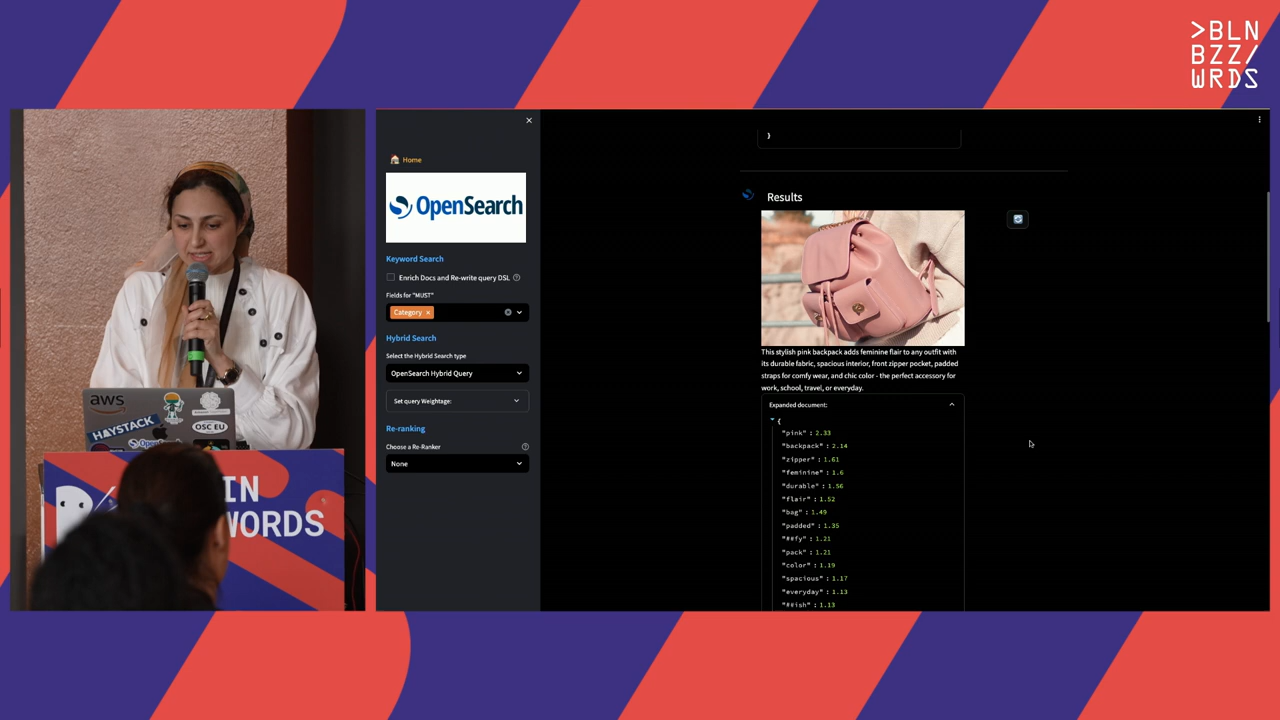 >BLN
BZZ/
WRDS
Home
OpenSearch
Keyword Search
Enrich Docs and Re-write query DSL
Fields for "MUST"
Category ×
Hybrid Search
Select the Hybrid Search type
OpenSearch Hybrid Query
Set query Weightage:
Re-ranking
Choose a Re-Ranker
None
}
Results
This stylish pink backpack adds feminine flair to any outfit with
its durable fabric, spacious interior, front zipper pocket, padded
straps for comfy wear, and chic color - the perfect accessory for
work, school, travel, or everyday.
Expanded document:
{
"pink" : 2.33
"backpack" : 2.14
"zipper" : 1.61
"feminine" : 1.6
"durable" : 1.56
"flair" : 1.52
"bag" : 1.49
"padded" : 1.35
"##fy" : 1.21
"pack" : 1.21
"color" : 1.19
"spacious" : 1.17
"everyday" : 1.13
"##ish" : 1.13
aws
HAYSTACK
OSC EU
IN
WORDS